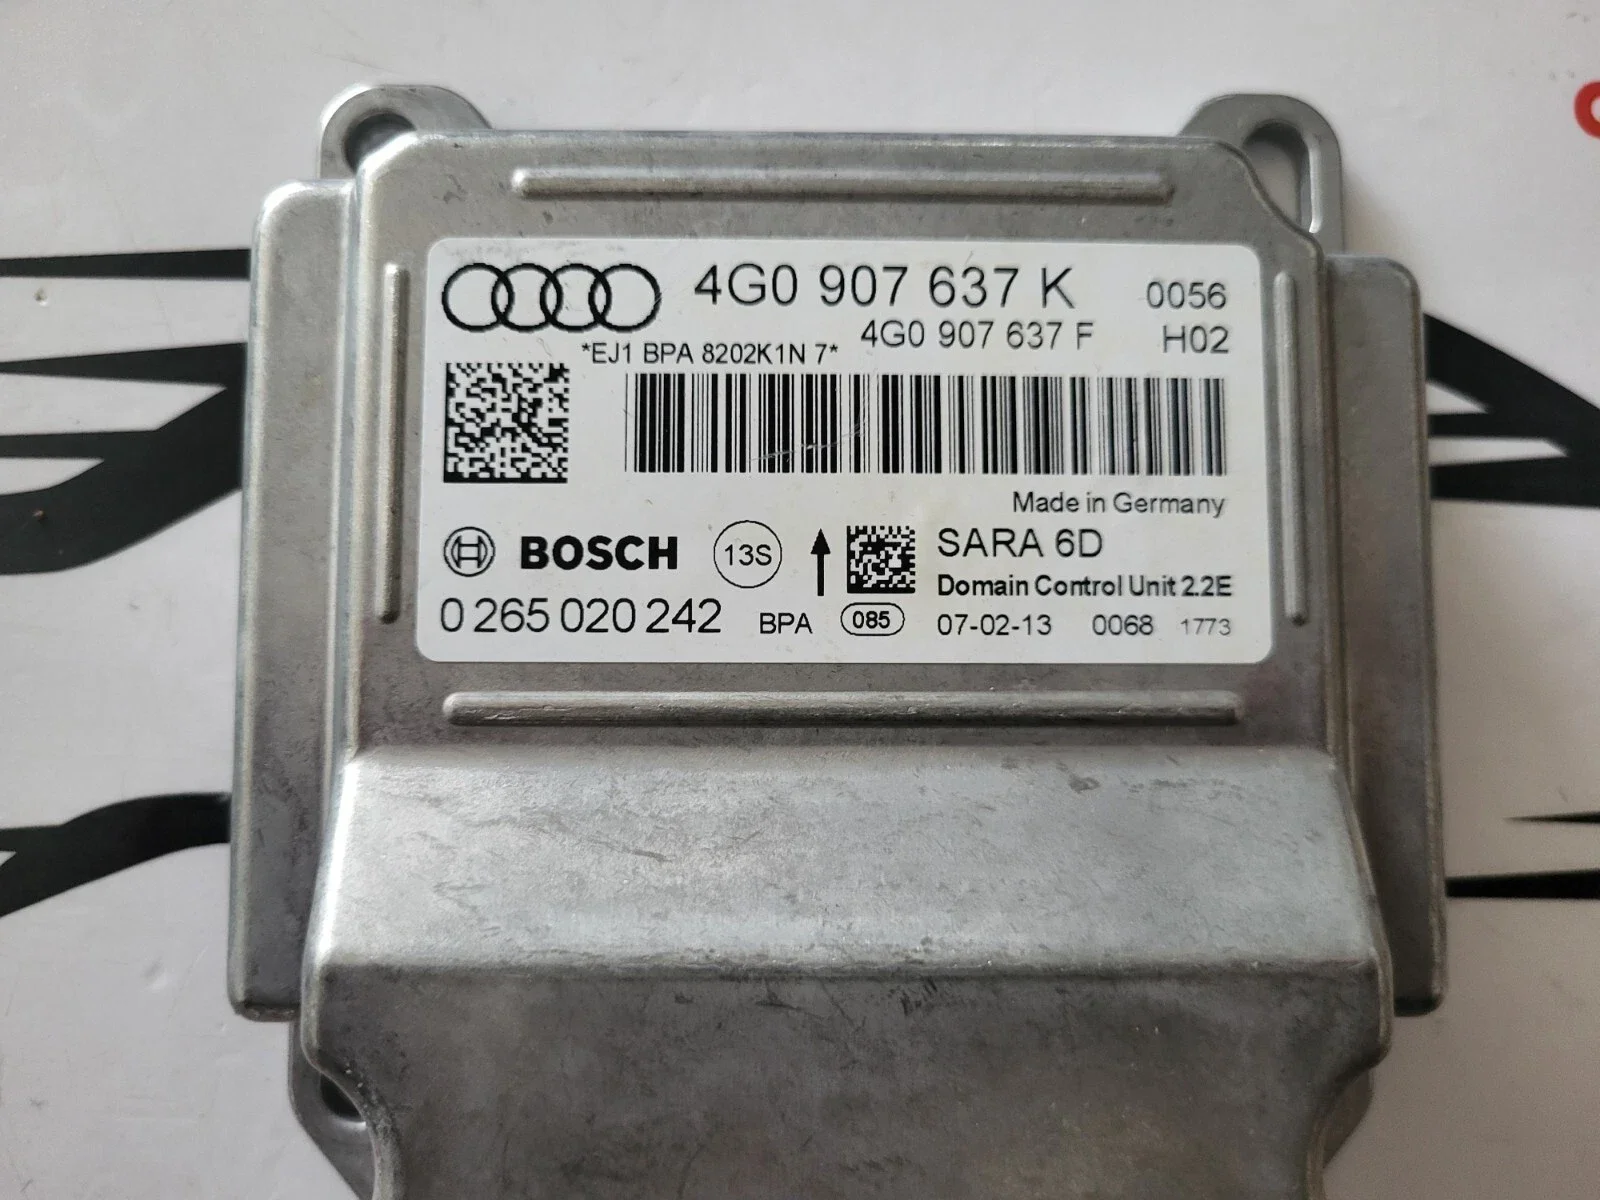 4G0 907 637 K 0056
4G0 907 637 F H02
*EJ1 BPA 8202K1N 7*
Made in Germany
BOSCH 13S SARA 6D
Domain Control Unit 2.2E
0 265 020 242 BPA 085 07-02-13 0068 1773